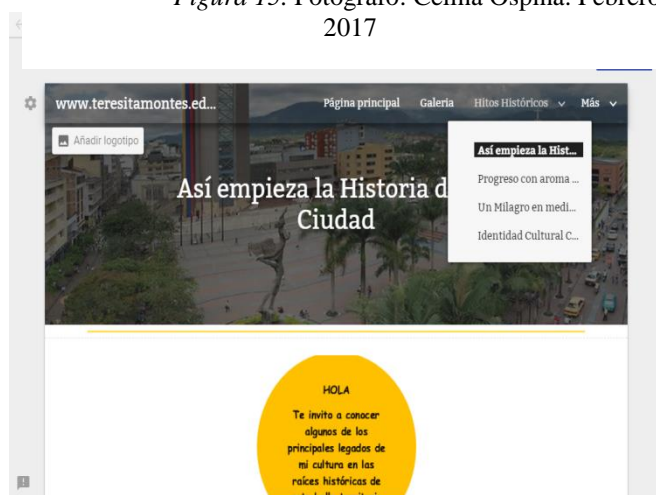 Figura 15. Fotógrafo: Celina Ospina. Febrero
2017
www.teresitamontes.ed...
Página principal Galeria Hitos Históricos Más
Añadir logotipo
Así empieza la Hist...
Progreso con aroma ...
Un Milagro en medi...
Identidad Cultural C...
Así empieza la Historia d
Ciudad
HOLA
Te invito a conocer
algunos de los
principales legados de
mi cultura en las
raíces históricas de